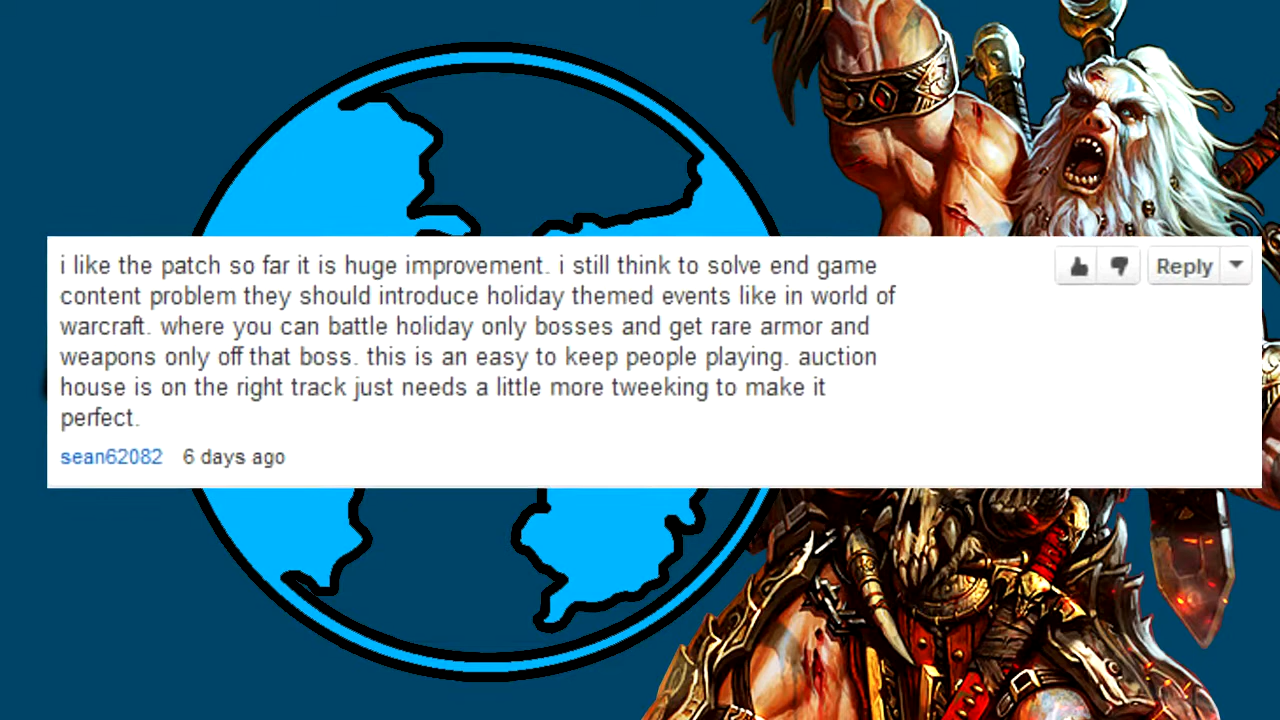 i like the patch so far it is huge improvement. i still think to solve end game
content problem they should introduce holiday themed events like in world of
warcraft. where you can battle holiday only bosses and get rare armor and
weapons only off that boss. this is an easy to keep people playing. auction
house is on the right track just needs a little more tweeking to make it
perfect.
sean62082 6 days ago
Reply